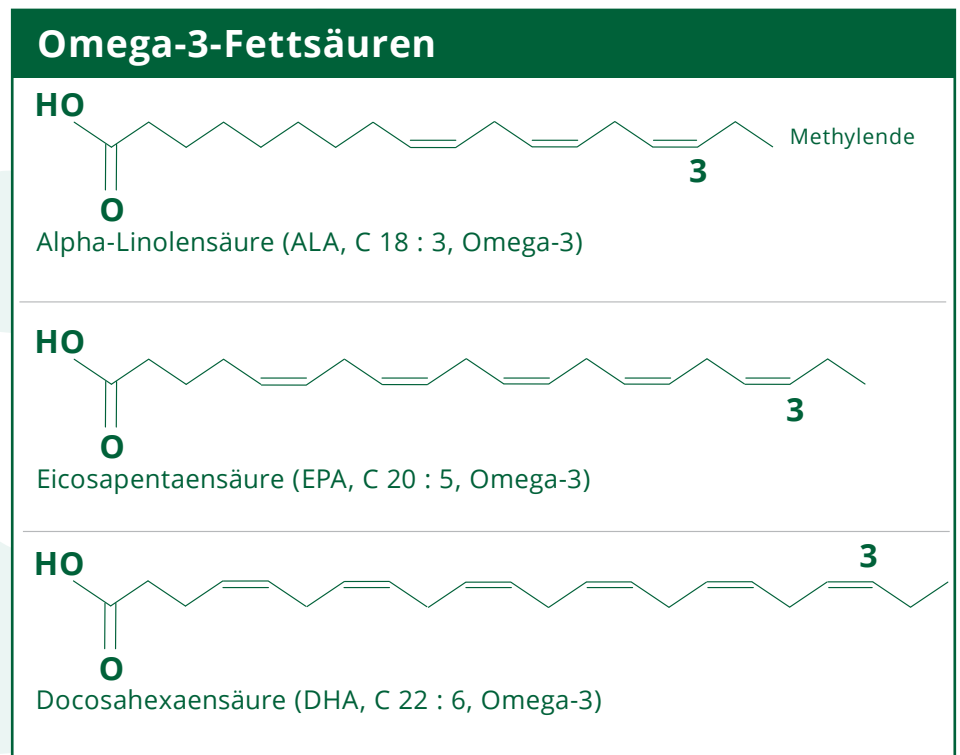 Omega-3-Fettsäuren
HO
Methylende
3
O
Alpha-Linolensäure (ALA, C 18 : 3, Omega-3)
HO
3
O
Eicosapentaensäure (EPA, C 20 : 5, Omega-3)
3
HO
O
Docosahexaensäure (DHA, C 22 : 6, Omega-3)